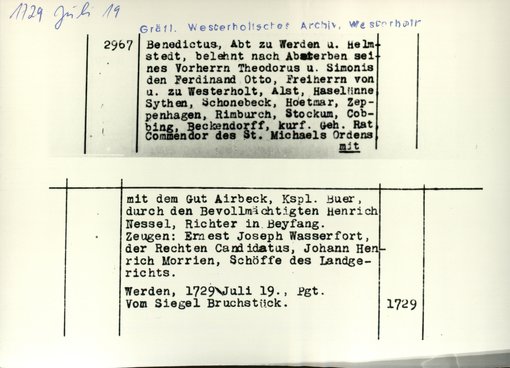 1729 Juli 19
Gräfl. Westerholtsches Archiv, Westerholt
2967 Benedictus, Abt zu Werden u. Helm-
stedt, belehnt nach Absterben sei-
nes Vorherrn Theodorus u. Simonis
den Ferdinand Otto, Freiherrn von
u. zu Westerholt, Alst, Haselünne,
Sythen, Schonebeck, Hoetmar, Zep-
penhagen, Rimburch, Stockum, Cob-
bing, Beckendorff, kurf. Geh. Rat,
Commendor des St. Michaels Ordens
mit
mit dem Gut Airbeck, Kspl. Buer,
durch den Bevollmächtigten Henrich
Nessel, Richter in Beyfang.
Zeugen: Ernest Joseph Wasserfort,
der Rechten Candidatus, Johann Hen-
rich Morrien, Schöffe des Landge-
richts.
Werden, 1729 Juli 19., Pgt.
Vom Siegel Bruchstück. 1729